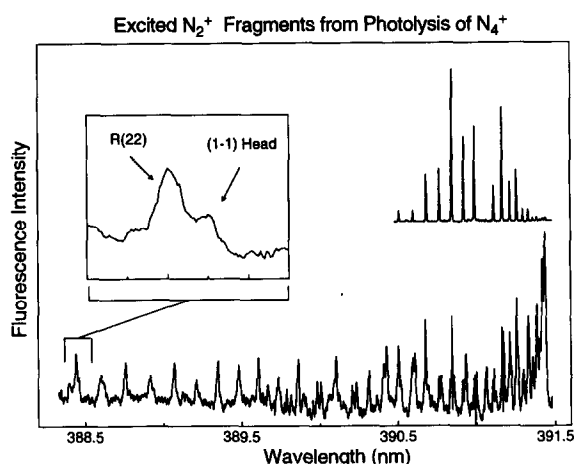 Excited N₂⁺ Fragments from Photolysis of N₄⁺
R(22)
(1-1) Head
Fluorescence Intensity
388.5 389.5 390.5 391.5
Wavelength (nm)